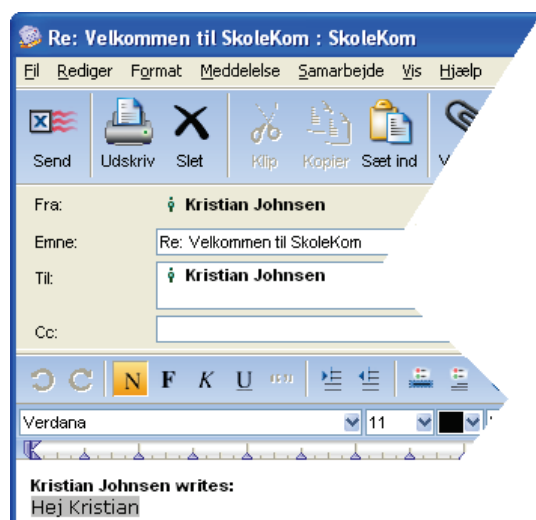 Re: Velkommen til SkoleKom : SkoleKom
Fil Rediger Format Meddelelse Samarbejde Vis Hjælp
Send Udskriv Slet Klip Kopier Sæt ind
Fra: Kristian Johnsen
Emne: Re: Velkommen til SkoleKom
Til: Kristian Johnsen
Cc:
N F K U
Verdana 11
Kristian Johnsen writes:
Hej Kristian